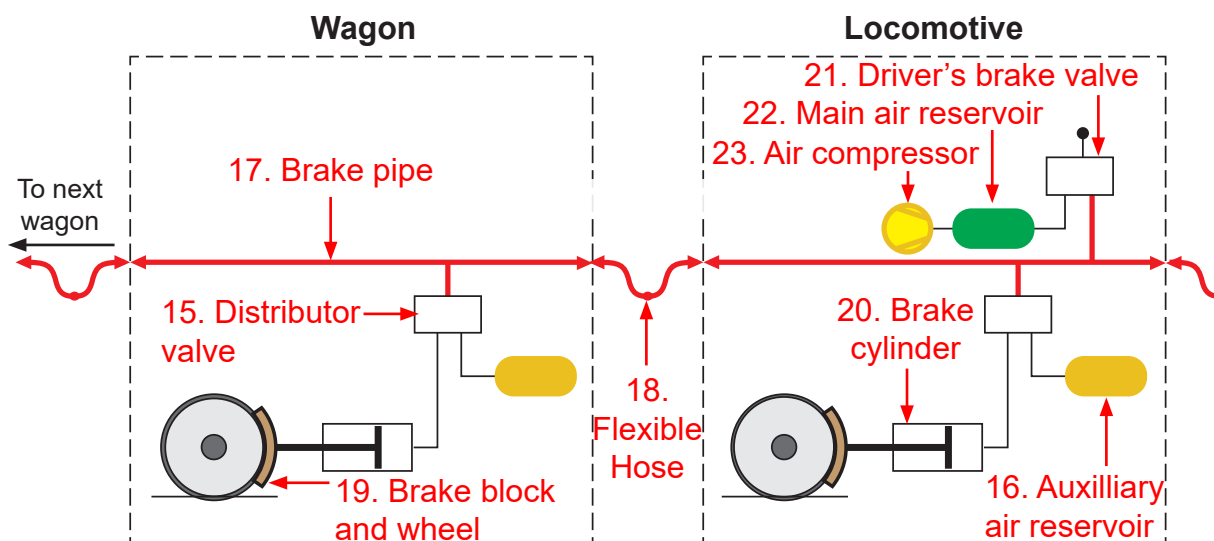 Wagon
Locomotive
21. Driver's brake valve
22. Main air reservoir
23. Air compressor
17. Brake pipe
To next
wagon
15. Distributor
valve
20. Brake
cylinder
18.
Flexible
Hose
19. Brake block
and wheel
16. Auxilliary
air reservoir